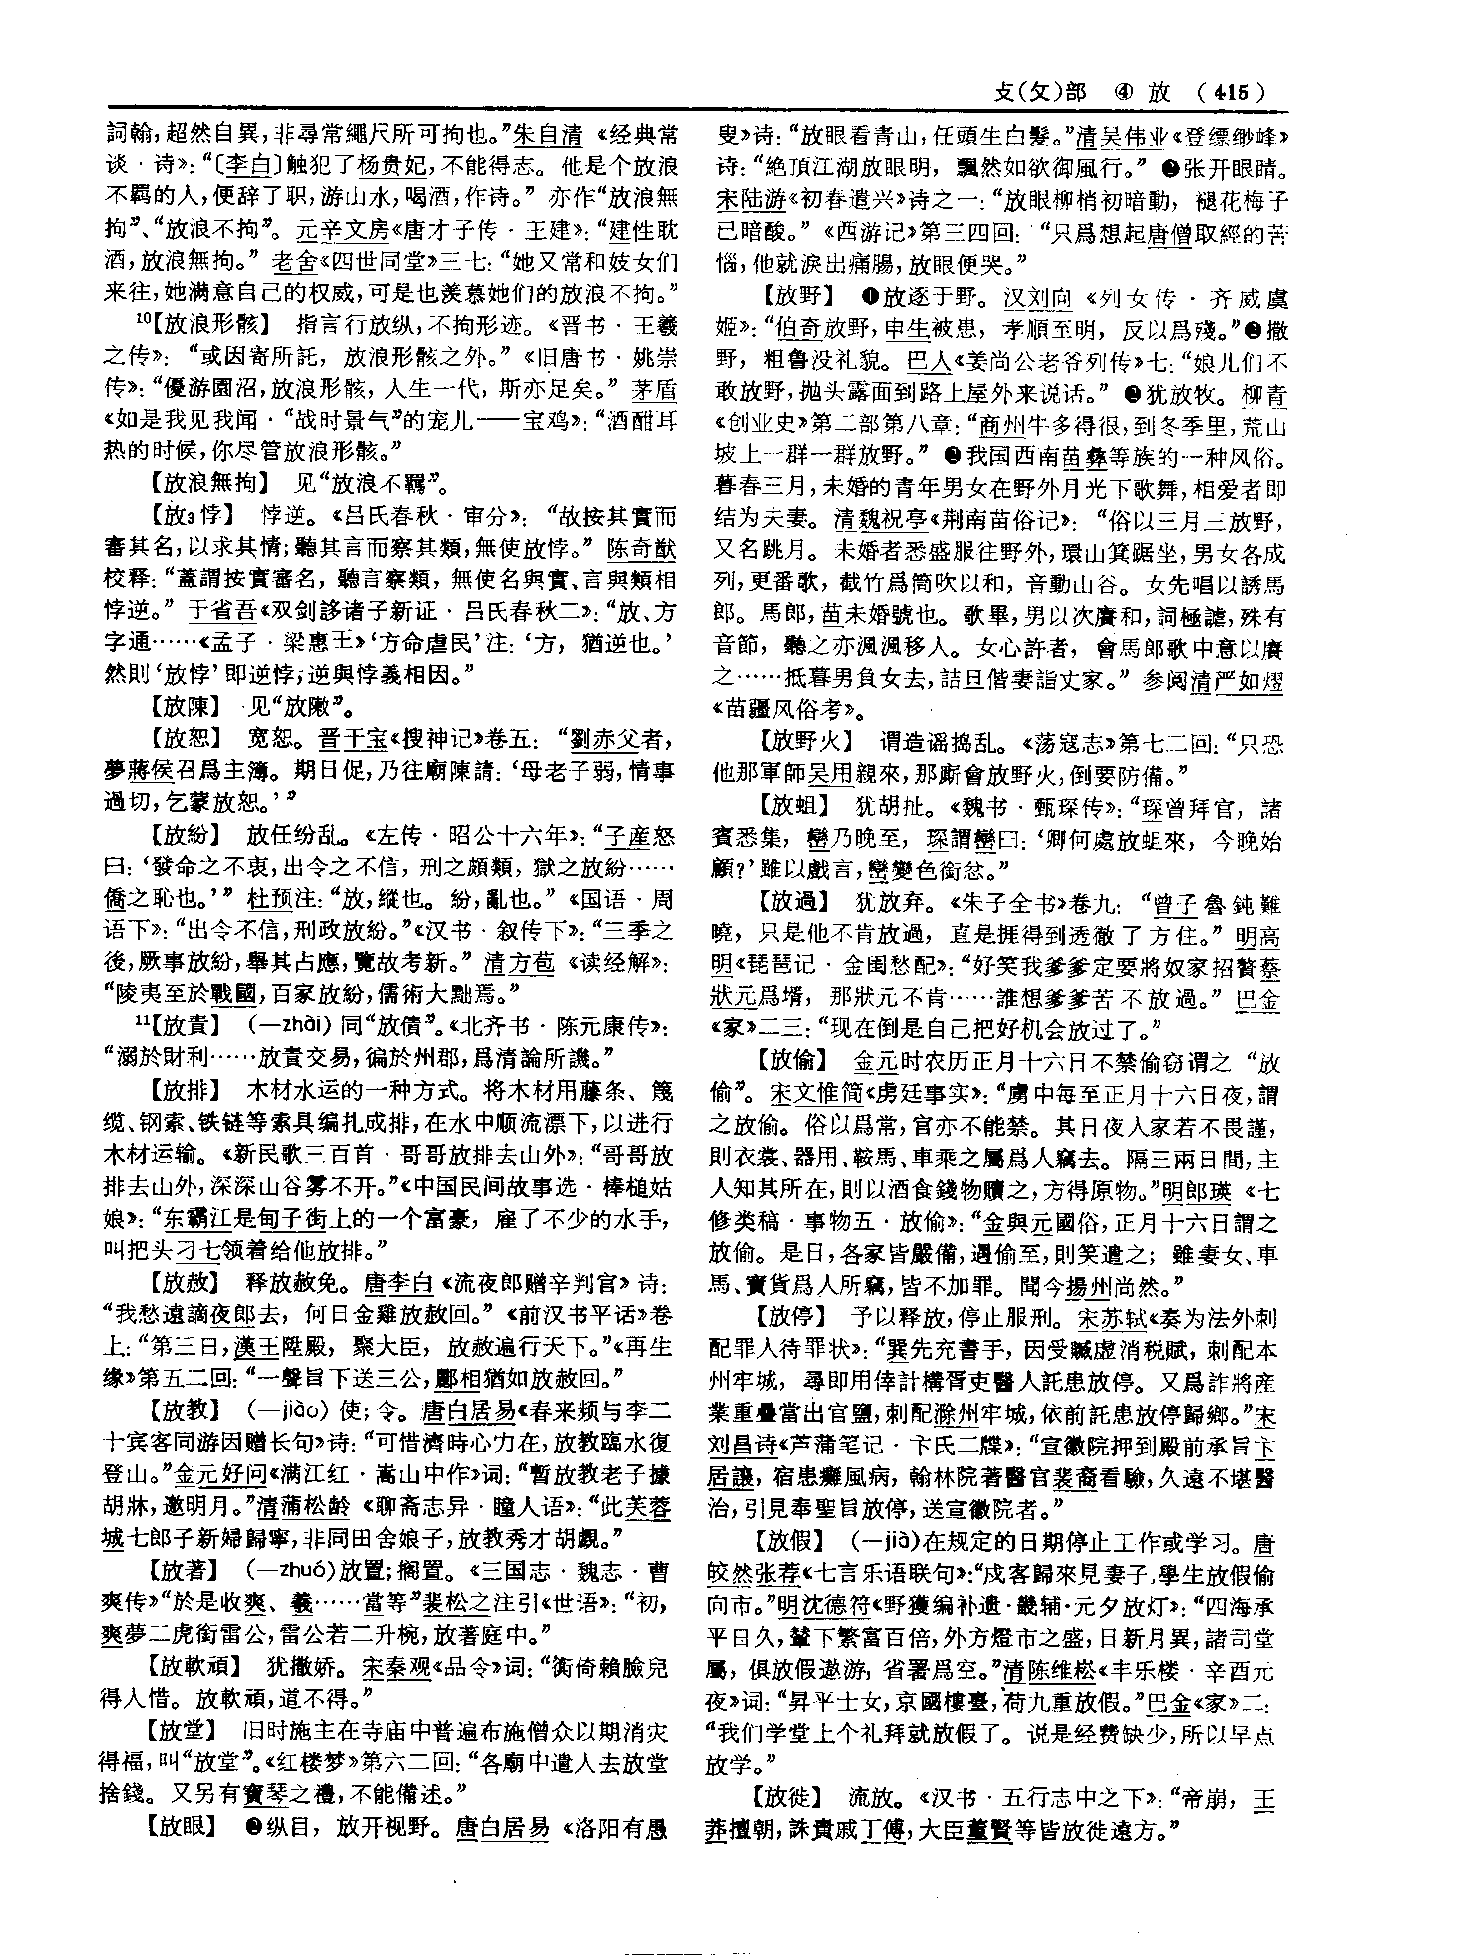 攴(攵)部 ④ 放 (415)
詞翰,超然自異,非尋常繩尺所可拘也。”朱自清《经典常
谈·诗》:“〔李白〕触犯了杨贵妃,不能得志。他是个放浪
不羁的人,便辞了职,游山水,喝酒,作诗。”亦作“放浪無
拘”、“放浪不拘”。元辛文房《唐才子传·王建》:“建性耽
酒,放浪無拘。”老舍《四世同堂》三七:“她又常和妓女们
来往,她满意自己的权威,可是也羡慕她们的放浪不拘。”
10【放浪形骸】 指言行放纵,不拘形迹。《晋书·王羲
之传》:“或因寄所託,放浪形骸之外。”《旧唐书·姚崇
传》:“優游園沼,放浪形骸,人生一代,斯亦足矣。”茅盾
《如是我见我闻·“战时景气”的宠儿——宝鸡》:“酒酣耳
热的时候,你尽管放浪形骸。”
【放浪無拘】 见“放浪不羈”。
【放3悖】 悖逆。《吕氏春秋·审分》:“故按其實而
審其名,以求其情;聽其言而察其類,無使放悖。”陈奇猷
校释:“蓋謂按實審名,聽言察類,無使名與實、言與類相
悖逆。”于省吾《双剑誃诸子新证·吕氏春秋二》:“放、方
字通……《孟子·梁惠王》‘方命虐民’注:‘方,猶逆也。’
然則‘放悖’即逆悖;逆與悖義相因。”
【放陳】 见“放敶”。
【放恕】 宽恕。晋干宝《搜神记》卷五:“劉赤父者,
夢蔣侯召爲主簿。期日促,乃往廟陳請:‘母老子弱,情事
過切,乞蒙放恕。’”
【放紛】 放任纷乱。《左传·昭公十六年》:“子産怒
曰:‘發命之不衷,出令之不信,刑之頗類,獄之放紛……
僑之恥也。’”杜预注:“放,縱也。紛,亂也。”《国语·周
语下》:“出令不信,刑政放紛。”《汉书·叙传下》:“三季之
後,厥事放紛,舉其占應,覽故考新。”清方苞《读经解》:
“陵夷至於戰國,百家放紛,儒術大黜焉。”
11【放責】 (—zhài) 同“放債”。《北齐书·陈元康传》:
“溺於財利……放責交易,徧於州郡,爲清論所譏。”
【放排】 木材水运的一种方式。将木材用藤条、篾
缆、钢索、铁链等索具编扎成排,在水中顺流漂下,以进行
木材运输。《新民歌三百首·哥哥放排去山外》:“哥哥放
排去山外,深深山谷雾不开。”《中国民间故事选·棒槌姑
娘》:“东霸江是甸子街上的一个富豪,雇了不少的水手,
叫把头刁七领着给他放排。”
【放赦】 释放赦免。唐李白《流夜郎赠辛判官》诗:
“我愁遠謫夜郎去,何日金雞放赦回。”《前汉书平话》卷
上:“第三日,漢王陞殿,聚大臣,放赦遍行天下。”《再生
缘》第五二回:“一聲旨下送三公,酈相猶如放赦回。”
【放教】 (—jiào) 使;令。唐白居易《春来频与李二
十宾客同游因赠长句》诗:“可惜濟時心力在,放教臨水復
登山。”金元好问《满江红·嵩山中作》词:“暫放教老子據
胡牀,邀明月。”清蒲松龄《聊斋志异·瞳人语》:“此芙蓉
城七郎子新婦歸寧,非同田舍娘子,放教秀才胡覷。”
【放著】 (—zhuó)放置;搁置。《三国志·魏志·曹
爽传》“於是收爽、羲……當等”裴松之注引《世语》:“初,
爽夢二虎銜雷公,雷公若二升椀,放著庭中。”
【放軟頑】 犹撒娇。宋秦观《品令》词:“衠倚賴臉兒
得人惜。放軟頑,道不得。”
【放堂】 旧时施主在寺庙中普遍布施僧众以期消灾
得福,叫“放堂”。《红楼梦》第六二回:“各廟中遣人去放堂
捨錢。又另有寶琴之禮,不能備述。”
【放眼】 ❶纵目,放开视野。唐白居易《洛阳有愚
叟》诗:“放眼看青山,任頭生白髮。”清吴伟业《登缥缈峰》
诗:“絶頂江湖放眼明,飄然如欲御風行。”❷张开眼睛。
宋陆游《初春遣兴》诗之一:“放眼柳梢初暗動,褪花梅子
已暗酸。”《西游记》第三四回:“只爲想起唐僧取經的苦
惱,他就淚出痛腸,放眼便哭。”
【放野】 ❶放逐于野。汉刘向《列女传·齐威虞
姬》:“伯奇放野,申生被患,孝順至明,反以爲殘。”❷撒
野,粗鲁没礼貌。巴人《姜尚公老爷列传》七:“娘儿们不
敢放野,抛头露面到路上屋外来说话。”❸犹放牧。柳青
《创业史》第二部第八章:“商州牛多得很,到冬季里,荒山
坡上一群一群放野。”❹我国西南苗彝等族的一种风俗。
暮春三月,未婚的青年男女在野外月光下歌舞,相爱者即
结为夫妻。清魏祝亭《荆南苗俗记》:“俗以三月三放野,
又名跳月。未婚者悉盛服往野外,環山箕踞坐,男女各成
列,更番歌,截竹爲筒吹以和,音動山谷。女先唱以誘馬
郎。馬郎,苗未婚號也。歌畢,男以次賡和,詞極謔,殊有
音節,聽之亦渢渢移人。女心許者,會馬郎歌中意以賡
之……抵暮男負女去,詰旦偕妻詣丈家。”参阅清严如熤
《苗疆风俗考》。
【放野火】 谓造谣捣乱。《荡寇志》第七二回:“只恐
他那軍師吴用親來,那廝會放野火,倒要防備。”
【放蛆】 犹胡扯。《魏书·甄琛传》:“琛曾拜官,諸
賓悉集,巒乃晚至,琛謂巒曰:‘卿何處放蛆來,今晚始
顧?’雖以戲言,巒變色銜忿。”
【放過】 犹放弃。《朱子全书》卷九:“曾子魯鈍難
曉,只是他不肯放過,直是捱得到透徹了方住。”明高
明《琵琶记·金闺愁配》:“好笑我爹爹定要將奴家招贅蔡
狀元爲壻,那狀元不肯……誰想爹爹苦不放過。”巴金
《家》二三:“现在倒是自己把好机会放过了。”
【放偷】 金元时农历正月十六日不禁偷窃谓之“放
偷”。宋文惟简《虏廷事实》:“虜中每至正月十六日夜,謂
之放偷。俗以爲常,官亦不能禁。其日夜人家若不畏謹,
則衣裳、器用、鞍馬、車乘之屬爲人竊去。隔三兩日間,主
人知其所在,則以酒食錢物贖之,方得原物。”明郎瑛《七
修类稿·事物五·放偷》:“金與元國俗,正月十六日謂之
放偷。是日,各家皆嚴備,遇偷至,則笑遣之;雖妻女、車
馬、寶貨爲人所竊,皆不加罪。聞今揚州尚然。”
【放停】 予以释放,停止服刑。宋苏轼《奏为法外刺
配罪人待罪状》:“巽先充書手,因受贓虚消税賦,刺配本
州牢城,尋即用倖計構胥吏醫人託患放停。又爲詐將産
業重疊當出官鹽,刺配滁州牢城,依前託患放停歸鄉。”宋
刘昌诗《芦蒲笔记·卞氏二牒》:“宣徽院押到殿前承旨卞
居讓,宿患癱風病,翰林院著醫官裴裔看驗,久遠不堪醫
治,引見奉聖旨放停,送宣徽院者。”
【放假】 (—jià)在规定的日期停止工作或学习。唐
皎然张荐《七言乐语联句》:“戍客歸來見妻子,學生放假偷
向市。”明沈德符《野獲编补遗·畿辅·元夕放灯》:“四海承
平日久,輦下繁富百倍,外方燈市之盛,日新月異,諸司堂
屬,俱放假遨游,省署爲空。”清陈维崧《丰乐楼·辛酉元
夜》词:“昇平士女,京國樓臺,荷九重放假。”巴金《家》二:
“我们学堂上个礼拜就放假了。说是经费缺少,所以早点
放学。”
【放徙】 流放。《汉书·五行志中之下》:“帝崩,王
莽擅朝,誅貴戚丁傅,大臣董賢等皆放徙遠方。”